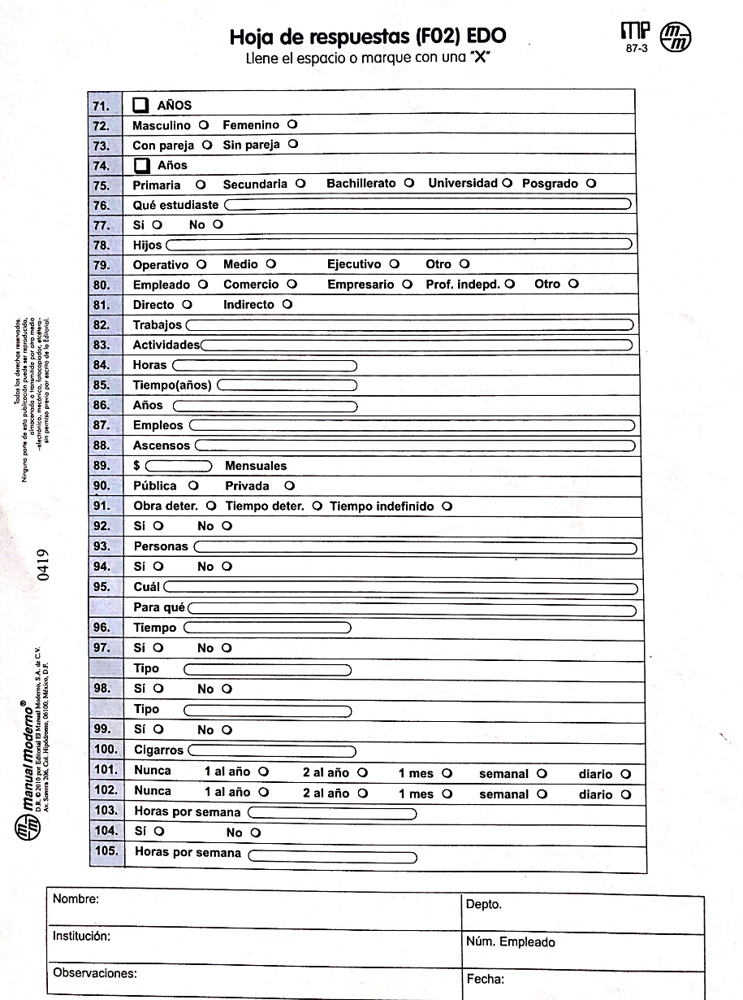 Hoja de respuestas (F02) EDO
Llene el espacio o marque con una "X"
MP
87-3
m
m
71. AÑOS
72. Masculino Femenino
73. Con pareja Sin pareja
74. Años
75. Primaria Secundaria Bachillerato Universidad Posgrado
76. Qué estudiaste
77. Sí No
78. Hijos
79. Operativo Medio Ejecutivo Otro
80. Empleado Comercio Empresario Prof. indepd. Otro
81. Directo Indirecto
82. Trabajos
83. Actividades
84. Horas
85. Tiempo(años)
86. Años
87. Empleos
88. Ascensos
89. $ Mensuales
90. Pública Privada
91. Obra deter. Tiempo deter. Tiempo indefinido
92. Sí No
93. Personas
94. Sí No
95. Cuál
Para qué
96. Tiempo
97. Sí No
Tipo
98. Sí No
Tipo
99. Sí No
100. Cigarros
101. Nunca 1 al año 2 al año 1 mes semanal diario
102. Nunca 1 al año 2 al año 1 mes semanal diario
103. Horas por semana
104. Sí No
105. Horas por semana
Nombre:
Depto.
Institución:
Núm. Empleado
Observaciones:
Fecha:
Todos los derechos reservados.
Ninguna parte de esta publicación puede ser reproducida,
almacenada o transmitida por otro medio
–electrónico, mecánico, fotocopiador, etcétera–
sin permiso previo por escrito de la Editorial.
0419
m
m
manual moderno®
D.R. © 2010 por Editorial El Manual Moderno, S.A. de C.V.
Av. Sonora 206, Col. Hipódromo, 06100, México, D.F.